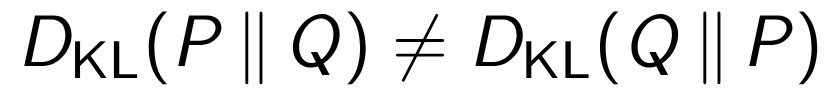 D_KL(P ∥ Q) ≠ D_KL(Q ∥ P)